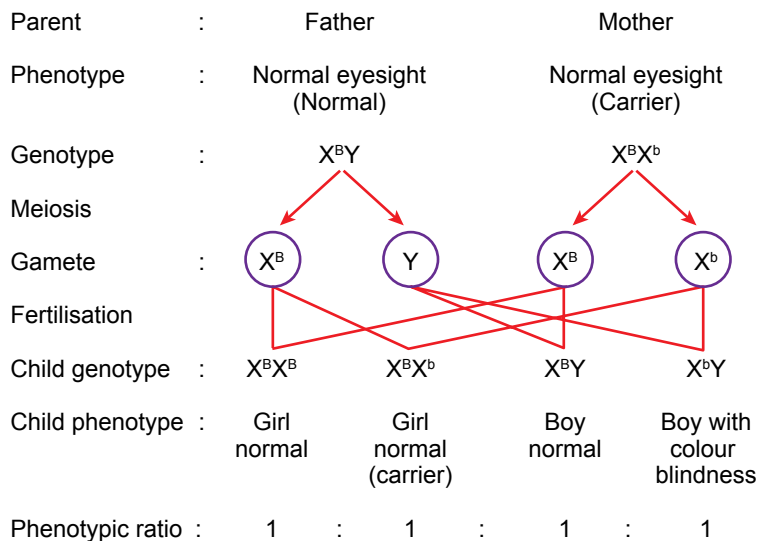 Parent : Father Mother
Phenotype : Normal eyesight Normal eyesight
(Normal) (Carrier)
Genotype : XᴮY XᴮXᵇ
Meiosis
Gamete : Xᴮ Y Xᴮ Xᵇ
Fertilisation
Child genotype : XᴮXᴮ XᴮXᵇ XᴮY XᵇY
Child phenotype : Girl Girl Boy Boy with
normal normal normal colour
(carrier) blindness
Phenotypic ratio : 1 : 1 : 1 : 1